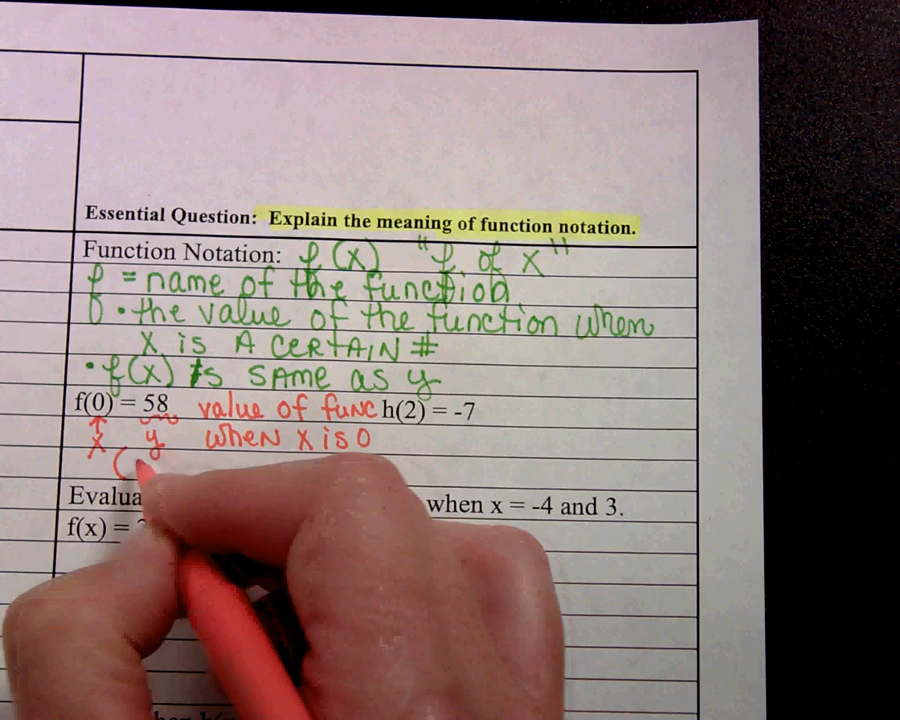 Essential Question: Explain the meaning of function notation.
Function Notation: f(x) "f of x"
f = name of the function
• the value of the function when
x is A CERTAIN #
• f(x) is SAME as y
f(0) = 58 value of func h(2) = -7
x y when x is 0
(
Evalua when x = -4 and 3.
f(x) =